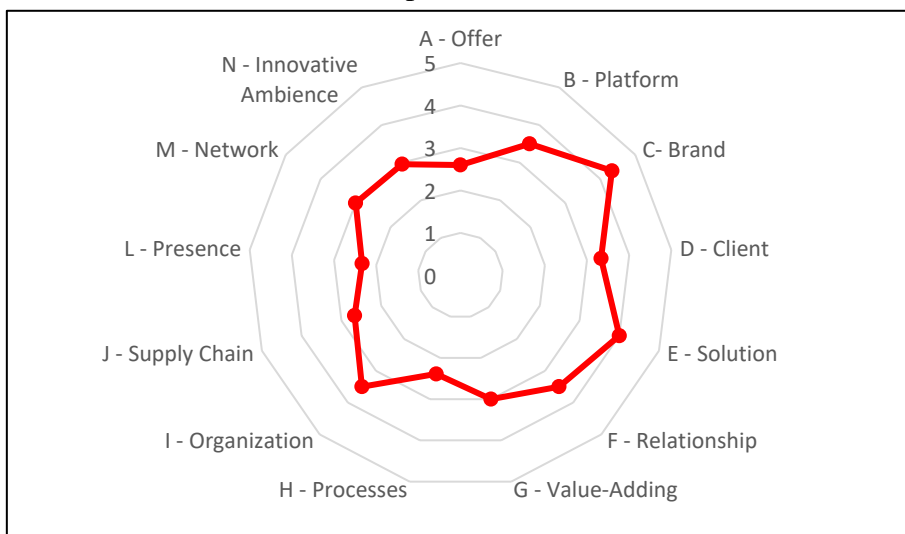 A - Offer
B - Platform
C- Brand
D - Client
E - Solution
F - Relationship
G - Value-Adding
H - Processes
I - Organization
J - Supply Chain
L - Presence
M - Network
N - Innovative
Ambience
5
4
3
2
1
0